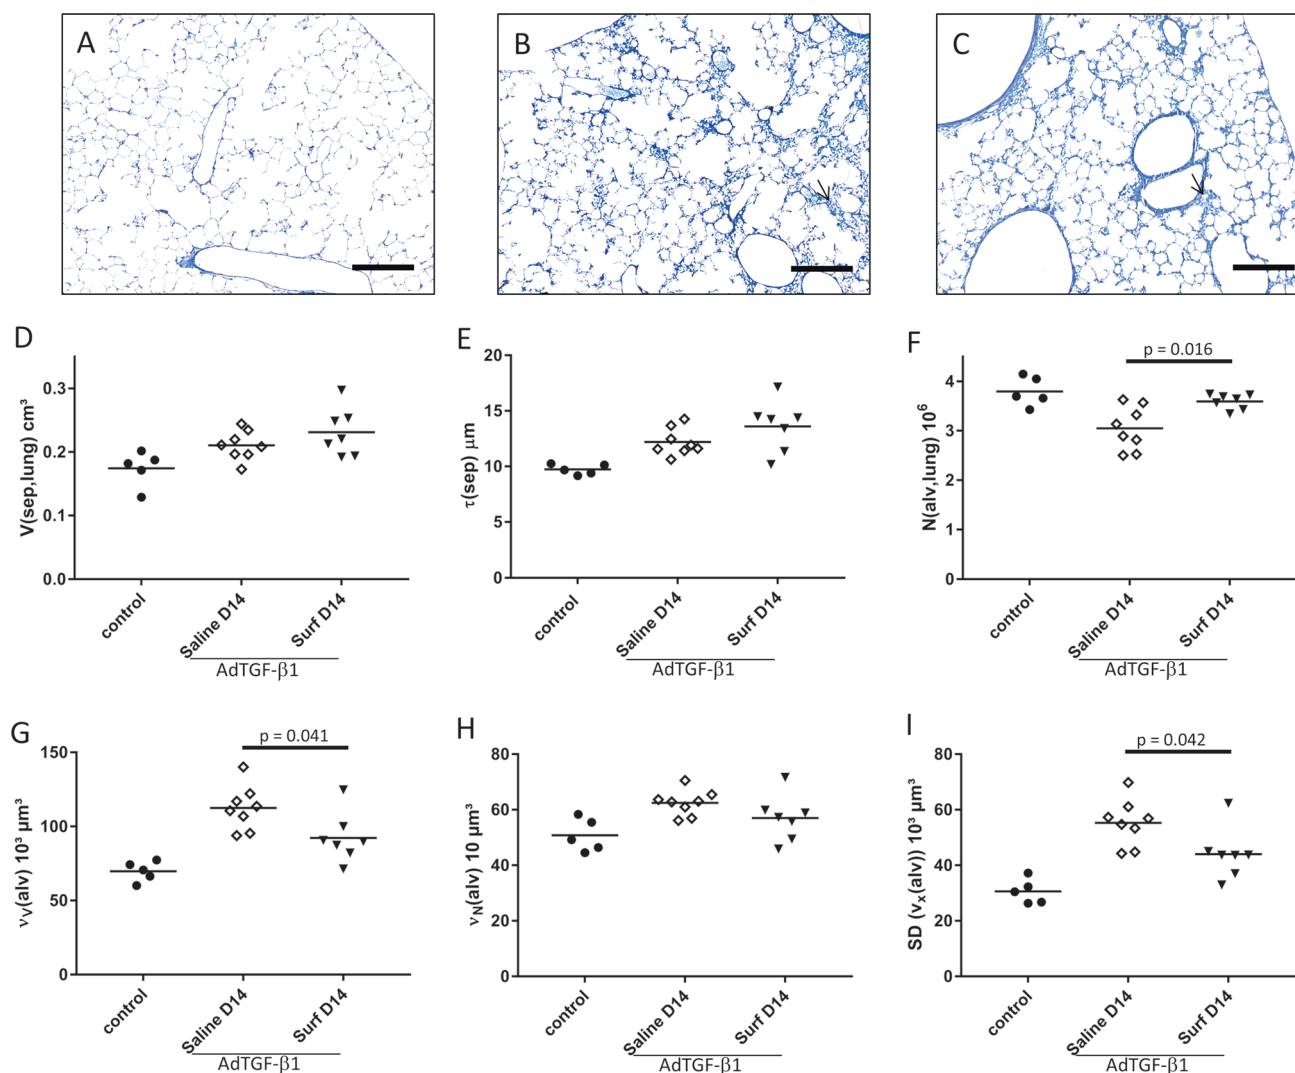 A
B
C
D
V(sep,lung) cm³
0.3
0.2
0.1
0.0
control
Saline D14
Surf D14
AdTGF-β1
E
τ(sep) μm
20
15
10
5
0
control
Saline D14
Surf D14
AdTGF-β1
F
N(alv,lung) 10⁶
p = 0.016
4
3
2
1
0
control
Saline D14
Surf D14
AdTGF-β1
G
νV(alv) 10³ μm³
p = 0.041
150
100
50
0
control
Saline D14
Surf D14
AdTGF-β1
H
νN(alv) 10 μm³
80
60
40
20
0
control
Saline D14
Surf D14
AdTGF-β1
I
SD (νx(alv)) 10³ μm³
p = 0.042
80
60
40
20
0
control
Saline D14
Surf D14
AdTGF-β1